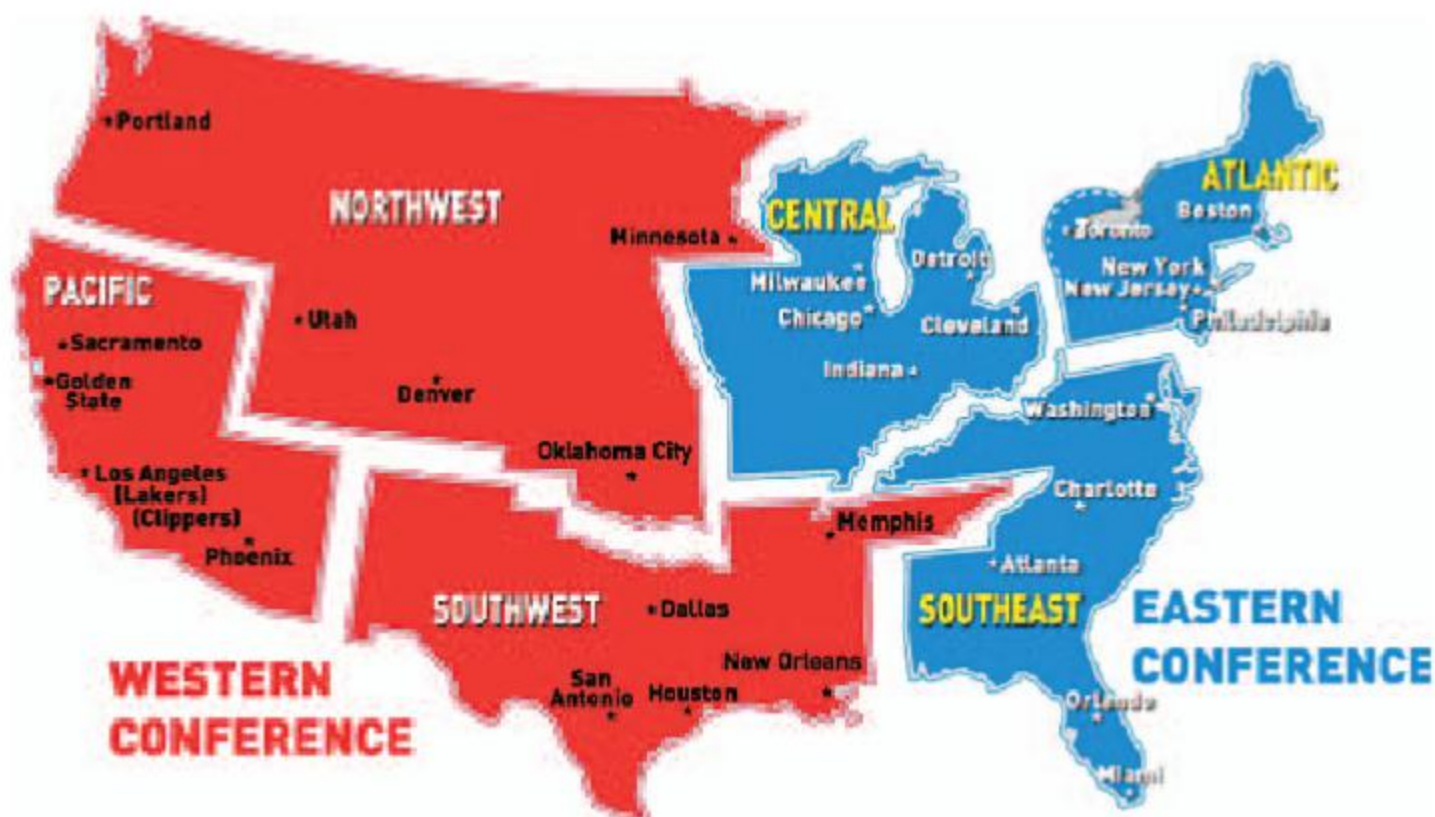 Portland
NORTHWEST
Minnesota
PACIFIC
Sacramento
Golden
State
Utah
Denver
Oklahoma City
Los Angeles
(Lakers)
(Clippers)
Phoenix
SOUTHWEST
Memphis
Dallas
New Orleans
San
Antonio
Houston
WESTERN
CONFERENCE
CENTRAL
Milwaukee
Detroit
Chicago
Cleveland
Indiana
ATLANTIC
Boston
Toronto
New York
New Jersey
Philadelphia
Washington
Charlotte
Atlanta
SOUTHEAST
Orlando
Miami
EASTERN
CONFERENCE